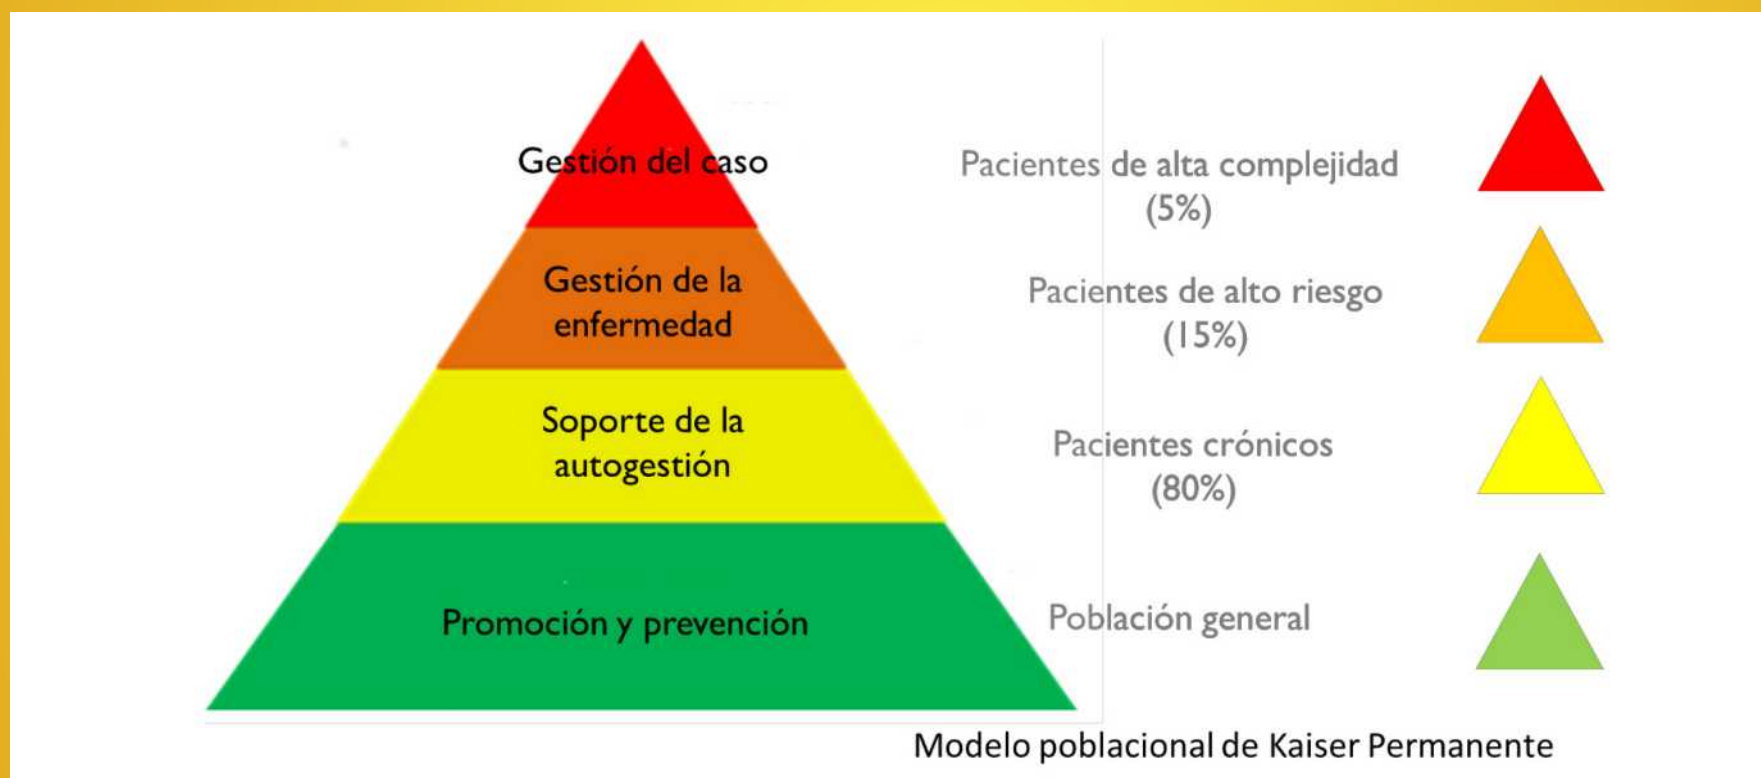 Gestión del caso
Pacientes de alta complejidad
(5%)
Gestión de la
enfermedad
Pacientes de alto riesgo
(15%)
Soporte de la
autogestión
Pacientes crónicos
(80%)
Promoción y prevención
Población general
Modelo poblacional de Kaiser Permanente